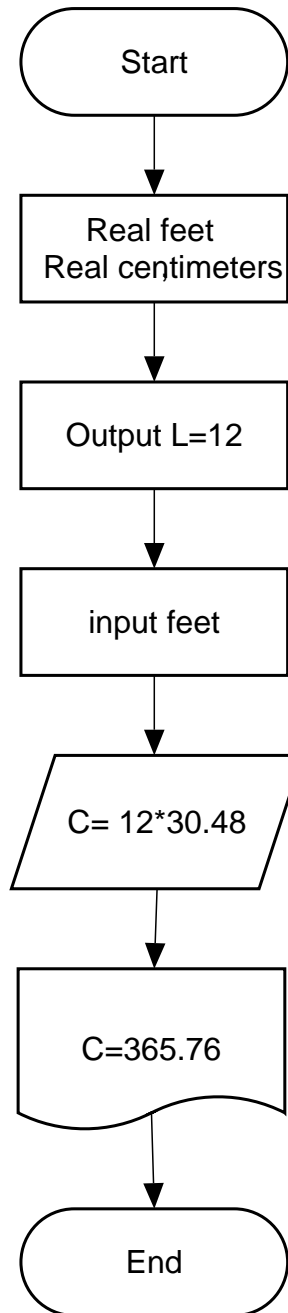 Start
Real feet
Real centimeters
,
Output L=12
input feet
C= 12*30.48
C=365.76
End